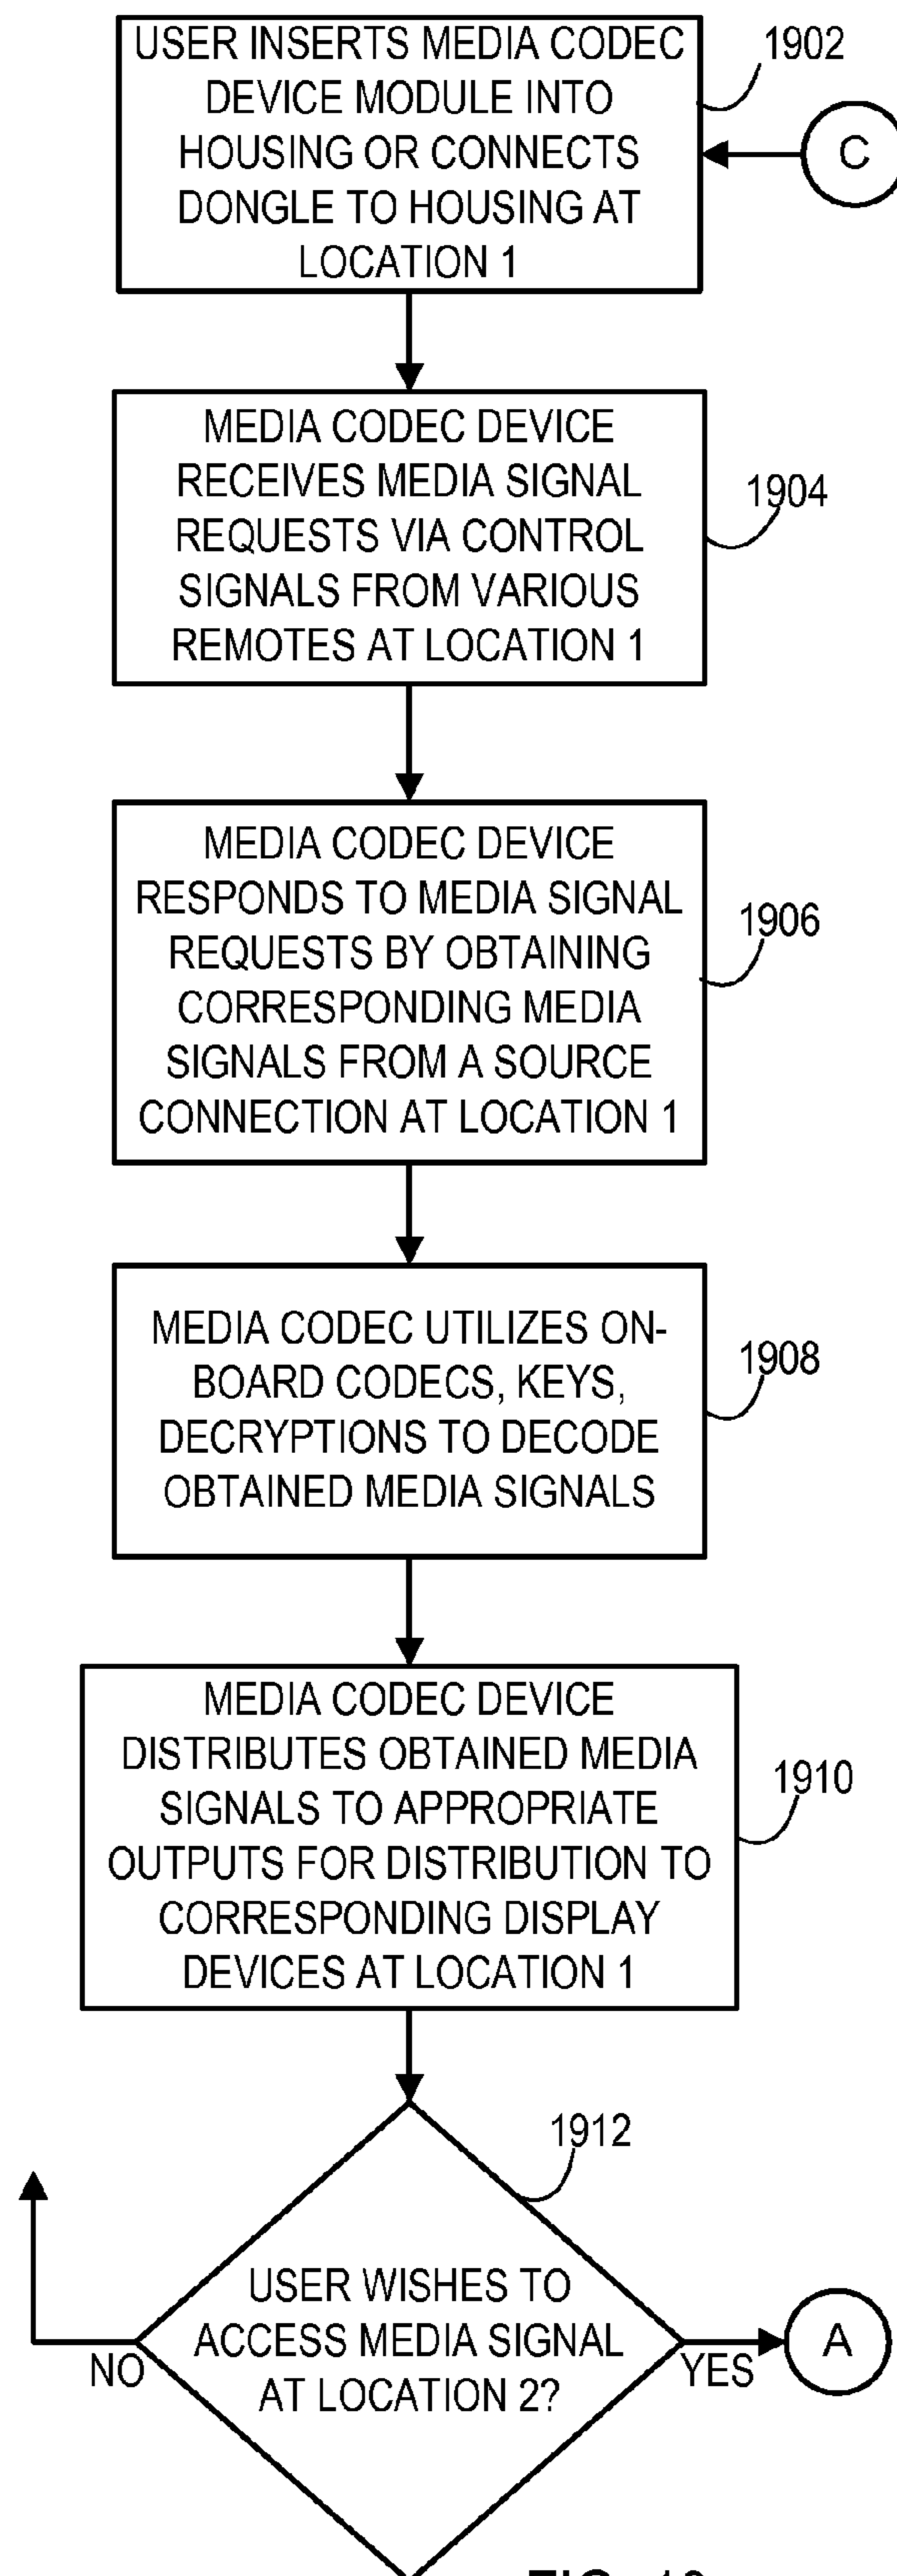 USER INSERTS MEDIA CODEC
DEVICE MODULE INTO
HOUSING OR CONNECTS
DONGLE TO HOUSING AT
LOCATION 1
1902
C
MEDIA CODEC DEVICE
RECEIVES MEDIA SIGNAL
REQUESTS VIA CONTROL
SIGNALS FROM VARIOUS
REMOTES AT LOCATION 1
1904
MEDIA CODEC DEVICE
RESPONDS TO MEDIA SIGNAL
REQUESTS BY OBTAINING
CORRESPONDING MEDIA
SIGNALS FROM A SOURCE
CONNECTION AT LOCATION 1
1906
MEDIA CODEC UTILIZES ON-
BOARD CODECS, KEYS,
DECRYPTIONS TO DECODE
OBTAINED MEDIA SIGNALS
1908
MEDIA CODEC DEVICE
DISTRIBUTES OBTAINED MEDIA
SIGNALS TO APPROPRIATE
OUTPUTS FOR DISTRIBUTION TO
CORRESPONDING DISPLAY
DEVICES AT LOCATION 1
1910
1912
USER WISHES TO
ACCESS MEDIA SIGNAL
AT LOCATION 2?
NO
YES
A